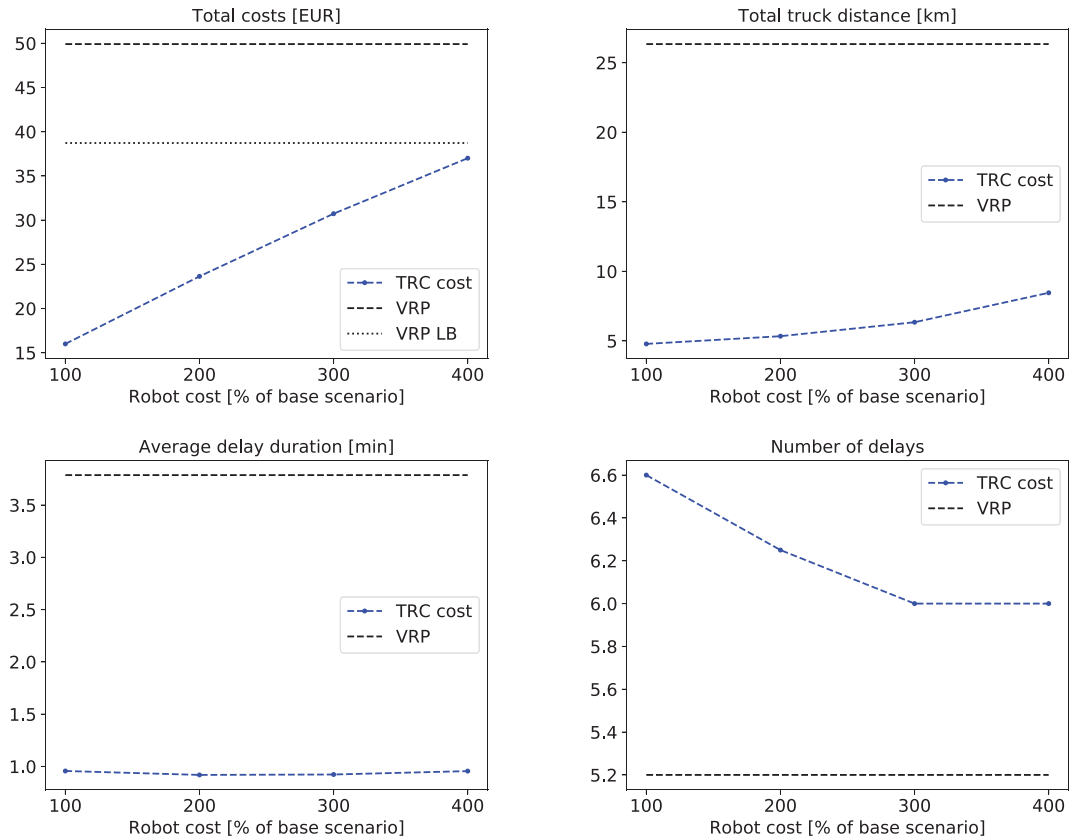 Total costs [EUR]
50
45
40
35
30
25
20
15
TRC cost
VRP
VRP LB
100 200 300 400
Robot cost [% of base scenario]
Total truck distance [km]
25
20
15
10
5
TRC cost
VRP
100 200 300 400
Robot cost [% of base scenario]
Average delay duration [min]
3.5
3.0
2.5
2.0
1.5
1.0
TRC cost
VRP
100 200 300 400
Robot cost [% of base scenario]
Number of delays
6.6
6.4
6.2
6.0
5.8
5.6
5.4
5.2
TRC cost
VRP
100 200 300 400
Robot cost [% of base scenario]